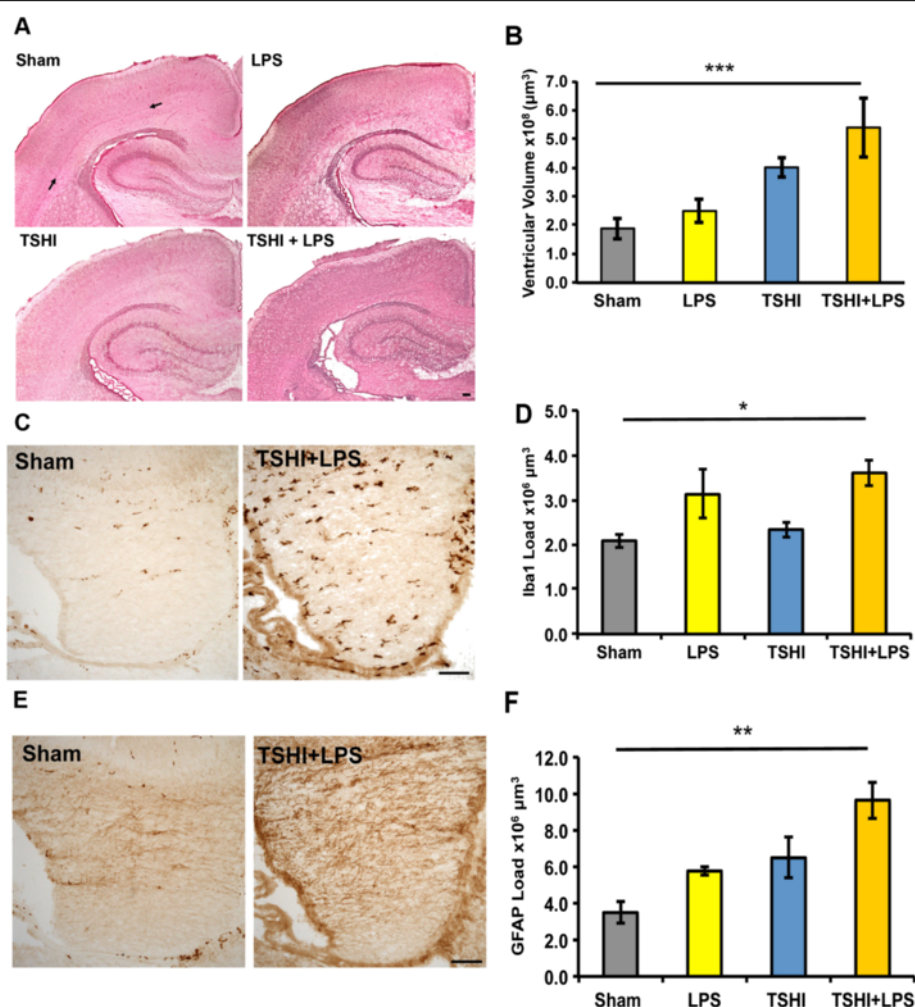 A
Sham
LPS
TSHI
TSHI + LPS
B
***
Ventricular Volume x10⁸ (µm³)
7.0
6.0
5.0
4.0
3.0
2.0
1.0
0.0
Sham
LPS
TSHI
TSHI+LPS
C
Sham
TSHI+LPS
D
*
Iba1 Load x10⁶ µm³
5.0
4.0
3.0
2.0
1.0
0.0
Sham
LPS
TSHI
TSHI+LPS
E
Sham
TSHI+LPS
F
**
GFAP Load x10⁶ µm³
12.0
10.0
8.0
6.0
4.0
2.0
0.0
Sham
LPS
TSHI
TSHI+LPS